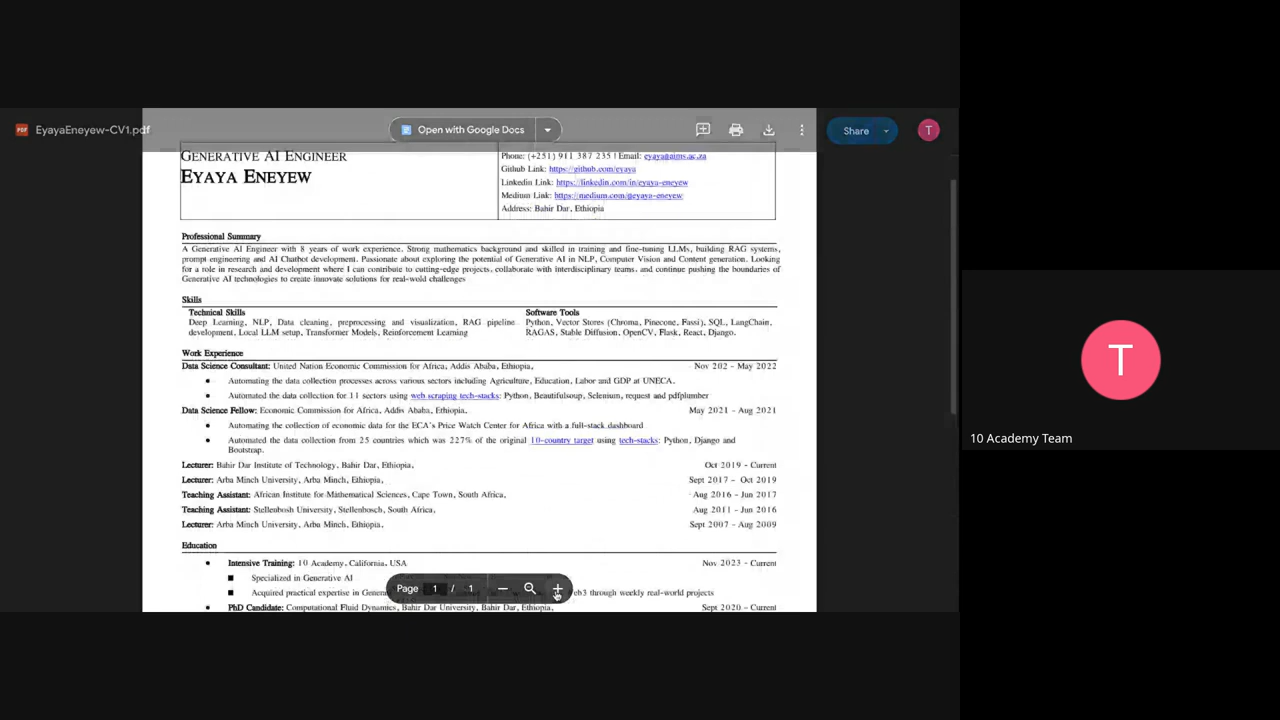 EyayaEneyew-CV1.pdf
Open with Google Docs
Share
T
GENERATIVE AI ENGINEER
EYAYA ENEYEW
Phone: (+251) 911 387 235 | Email: eyaya@aims.ac.za
Github Link: https://github.com/eyaya
Linkedin Link: https://linkedin.com/in/eyaya-eneyew
Medium Link: https://medium.com/@eyaya-eneyew
Address: Bahir Dar, Ethiopia
Professional Summary
A Generative AI Engineer with 8 years of work experience. Strong mathematics background and skilled in training and fine-tuning LLMs, building RAG systems,
prompt engineering and AI Chatbot development. Passionate about exploring the potential of Generative AI in NLP, Computer Vision and Content generation. Looking
for a role in research and development where I can contribute to cutting-edge projects, collaborate with interdisciplinary teams, and continue pushing the boundaries of
Generative AI technologies to create innovate solutions for real-wold challenges
Skills
Technical Skills
Deep Learning, NLP, Data cleaning, preprocessing and visualization, RAG pipeline
development, Local LLM setup, Transformer Models, Reinforcement Learning
Software Tools
Python, Vector Stores (Chroma, Pinecone, Fassi), SQL, LangChain,
RAGAS, Stable Diffusion, OpenCV, Flask, React, Django.
Work Experience
Data Science Consultant: United Nation Economic Commission for Africa, Addis Ababa, Ethiopia, Nov 202 - May 2022
Automating the data collection processes across various sectors including Agriculture, Education, Labor and GDP at UNECA.
Automated the data collection for 11 sectors using web scraping tech-stacks: Python, Beautifulsoup, Selenium, request and pdfplumber
Data Science Fellow: Economic Commission for Africa, Addis Ababa, Ethiopia. May 2021 - Aug 2021
Automating the collection of economic data for the ECA's Price Watch Center for Africa with a full-stack dashboard
Automated the data collection from 25 countries which was 227% of the original 10-country target using tech-stacks: Python, Django and
Bootstrap.
Lecturer: Bahir Dar Institute of Technology, Bahir Dar, Ethiopia, Oct 2019 - Current
Lecturer: Arba Minch University, Arba Minch, Ethiopia, Sept 2017 - Oct 2019
Teaching Assistant: African Institute for Mathematical Sciences, Cape Town, South Africa, Aug 2016 - Jun 2017
Teaching Assistant: Stellenbosh University, Stellenbosch, South Africa, Aug 2011 - Jun 2016
Lecturer: Arba Minch University, Arba Minch, Ethiopia, Sept 2007 - Aug 2009
Education
Intensive Training: 10 Academy, California, USA Nov 2023 - Current
Specialized in Generative AI
Acquired practical expertise in Genera eb3 through weekly real-world projects
PhD Candidate: Computational Fluid Dynamics, Bahir Dar University, Bahir Dar, Ethiopia, Sept 2020 - Current
Page 1 / 1
T
10 Academy Team